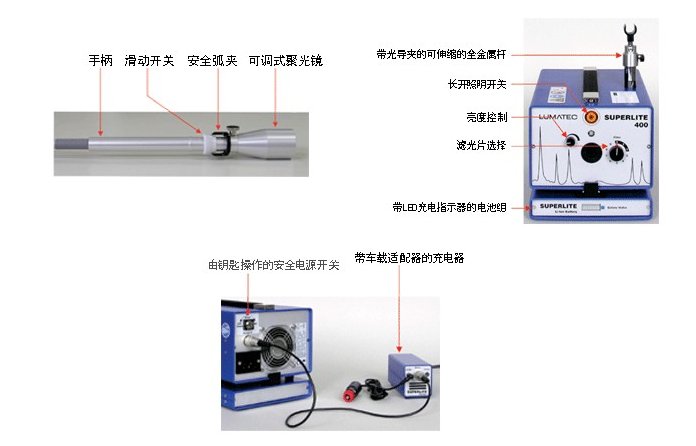 手柄 滑动开关 安全弧夹 可调式聚光镜
带光导夹的可伸缩的全金属杆
长开照明开关
亮度控制
滤光片选择
带LED充电指示器的电池组
LUMATEC SUPERLITE
400
SUPERLITE
由钥匙操作的安全电源开关
带车载适配器的充电器
SUPERLITE